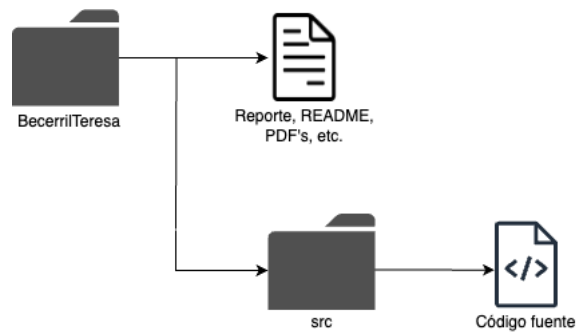 BecerrilTeresa
Reporte, README,
PDF's, etc.
</>
src
Código fuente